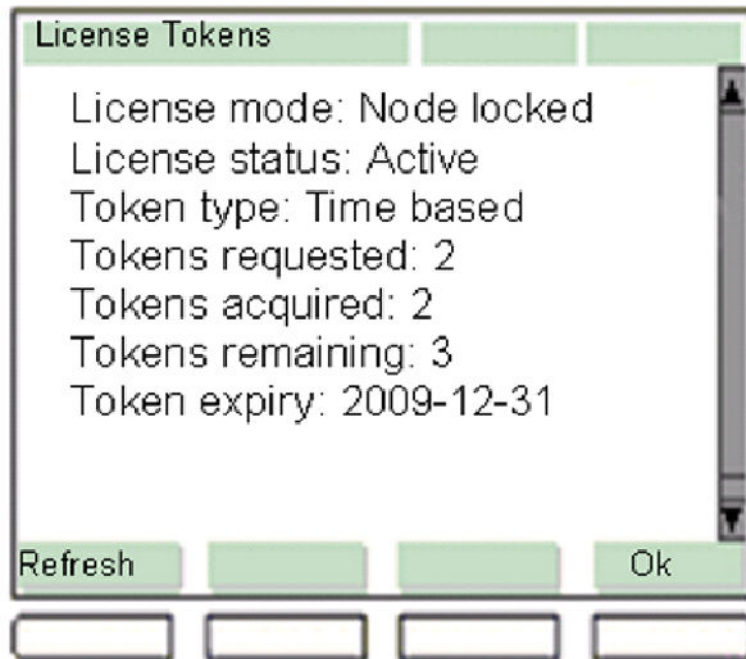 License Tokens
License mode: Node locked
License status: Active
Token type: Time based
Tokens requested: 2
Tokens acquired: 2
Tokens remaining: 3
Token expiry: 2009-12-31
Refresh Ok